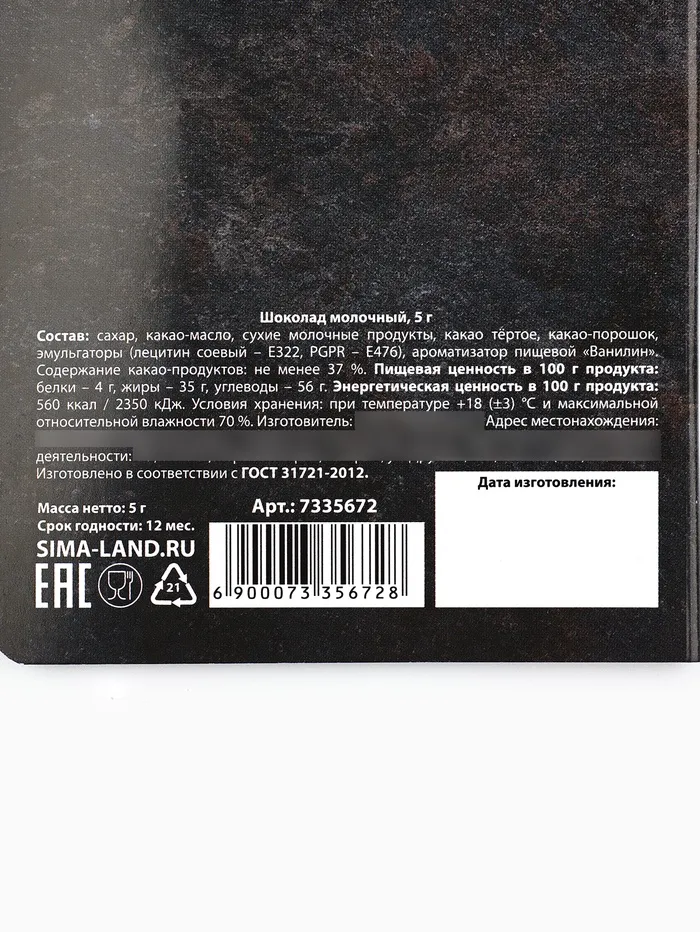 Шоколад молочный, 5 г
Состав: сахар, какао-масло, сухие молочные продукты, какао тёртое, какао-порошок,
эмульгаторы (лецитин соевый – Е322, PGPR – Е476), ароматизатор пищевой «Ванилин».
Содержание какао-продуктов: не менее 37 %. Пищевая ценность в 100 г продукта:
белки – 4 г, жиры – 35 г, углеводы – 56 г. Энергетическая ценность в 100 г продукта:
560 ккал / 2350 кДж. Условия хранения: при температуре +18 (±3) °С и максимальной
относительной влажности 70 %. Изготовитель: Адрес местонахождения:
деятельности:
Изготовлено в соответствии с ГОСТ 31721-2012.
Масса нетто: 5 г
Срок годности: 12 мес.
SIMA-LAND.RU
EAC
21
Арт.: 7335672
6 900073 356728
Дата изготовления: